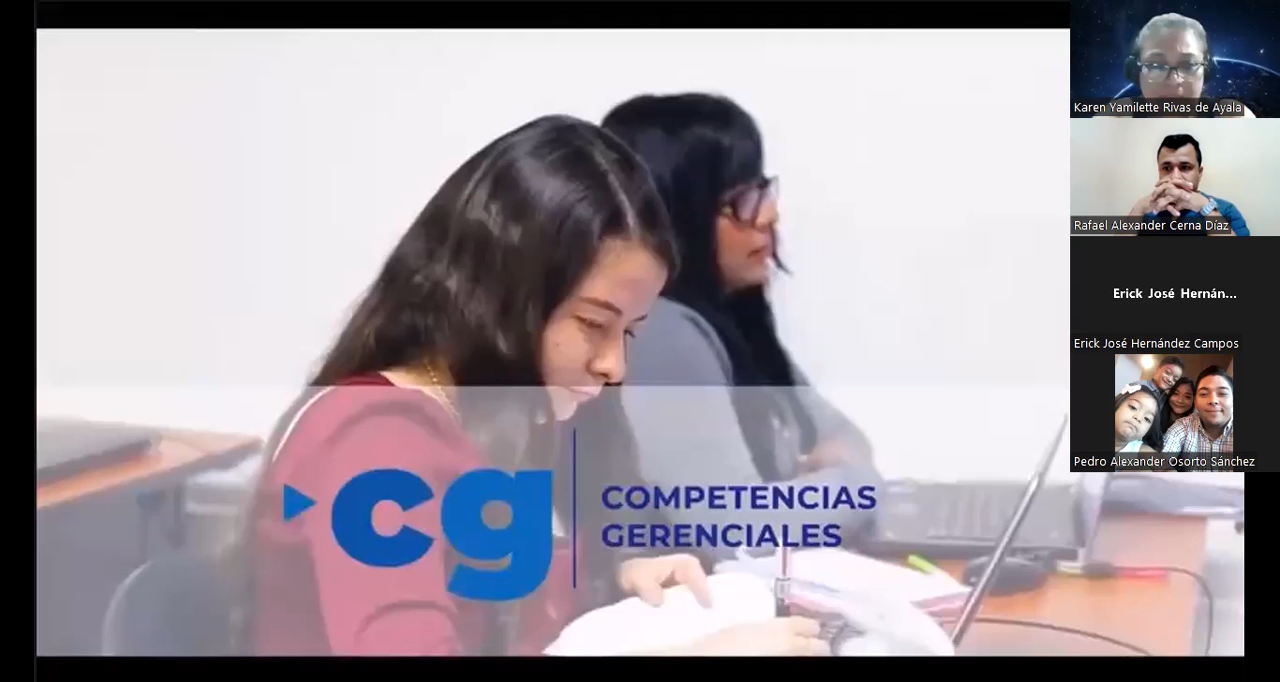 cg
COMPETENCIAS
GERENCIALES
Karen Yamilette Rivas de Ayala
Rafael Alexander Cerna Díaz
Erick José Hernán...
Erick José Hernández Campos
Pedro Alexander Osorto Sánchez